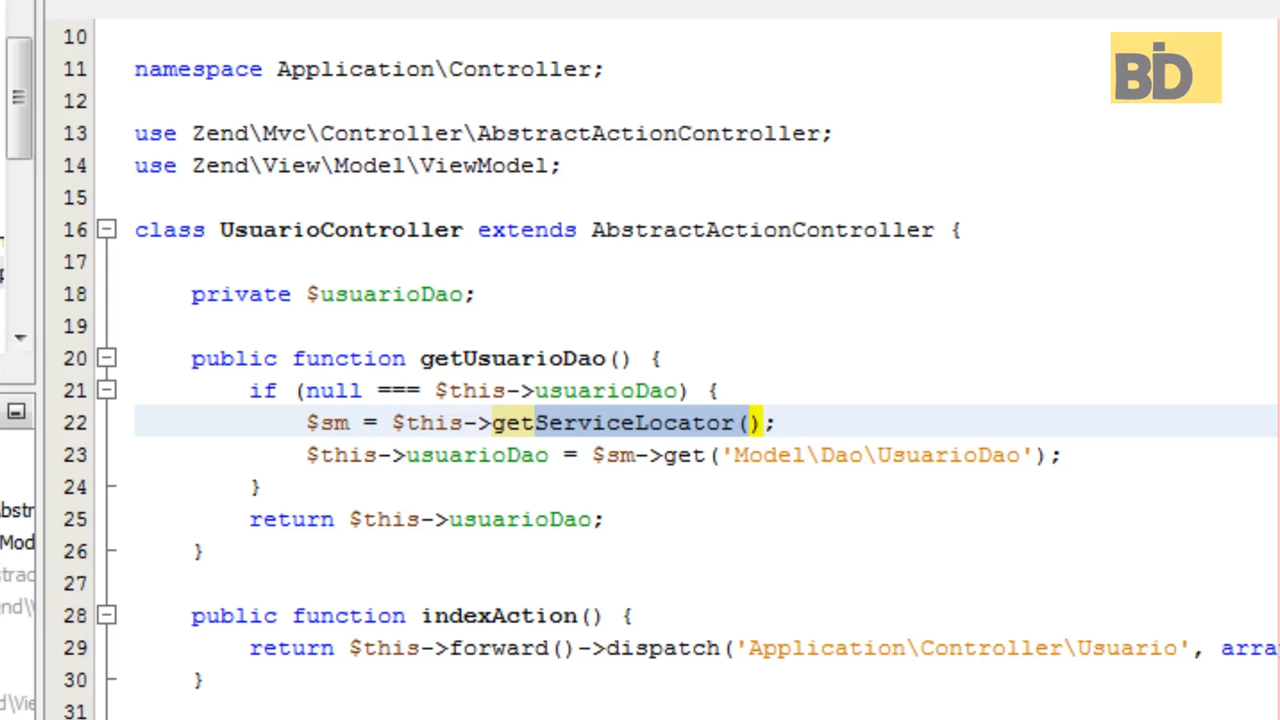 BD
10
11 namespace Application\Controller;
12
13 use Zend\Mvc\Controller\AbstractActionController;
14 use Zend\View\Model\ViewModel;
15
16 class UsuarioController extends AbstractActionController {
17
18 private $usuarioDao;
19
20 public function getUsuarioDao() {
21 if (null === $this->usuarioDao) {
22 $sm = $this->getServiceLocator();
23 $this->usuarioDao = $sm->get('Model\Dao\UsuarioDao');
24 }
25 return $this->usuarioDao;
26 }
27
28 public function indexAction() {
29 return $this->forward()->dispatch('Application\Controller\Usuario', arra
30 }
31